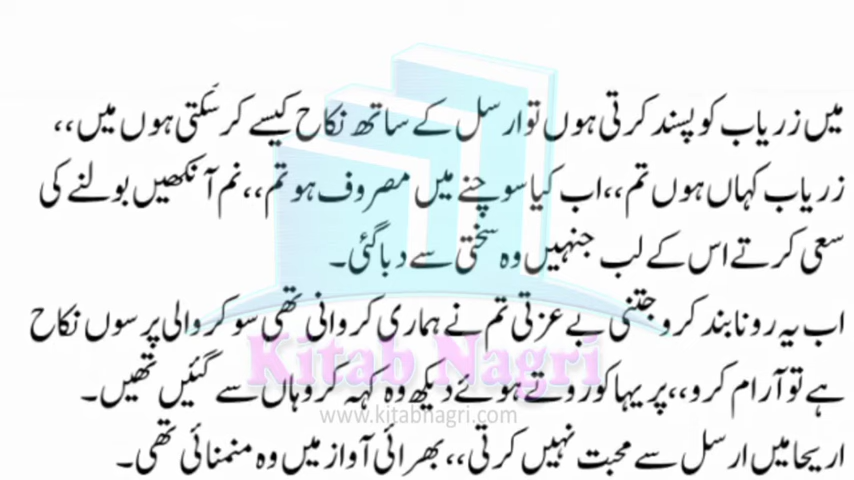 میں زریاب کو پسند کرتی ہوں تو ارسل کے ساتھ نکاح کیسے کر سکتی ہوں میں،،
زریاب کہاں ہوں تم،،اب کیا سوچنے میں مصروف ہو تم،،نم آنکھیں بولنے کی
سعی کرتے اس کے لب جنہیں وہ سختی سے دبا گئی۔
اب یہ رونا بند کرو جتنی بے عزتی تم نے ہماری کروانی تھی سو کروالی پرسوں نکاح
Kitab Nagri
ہے تو آرام کرو،،پریہا کو روتے ہوئے دیکھ وہ کہہ کر وہاں سے گئیں تھیں۔
www.kitabnagri.com
اریحا میں ارسل سے محبت نہیں کرتی،، بھرائی آواز میں وہ منمنائی تھی۔